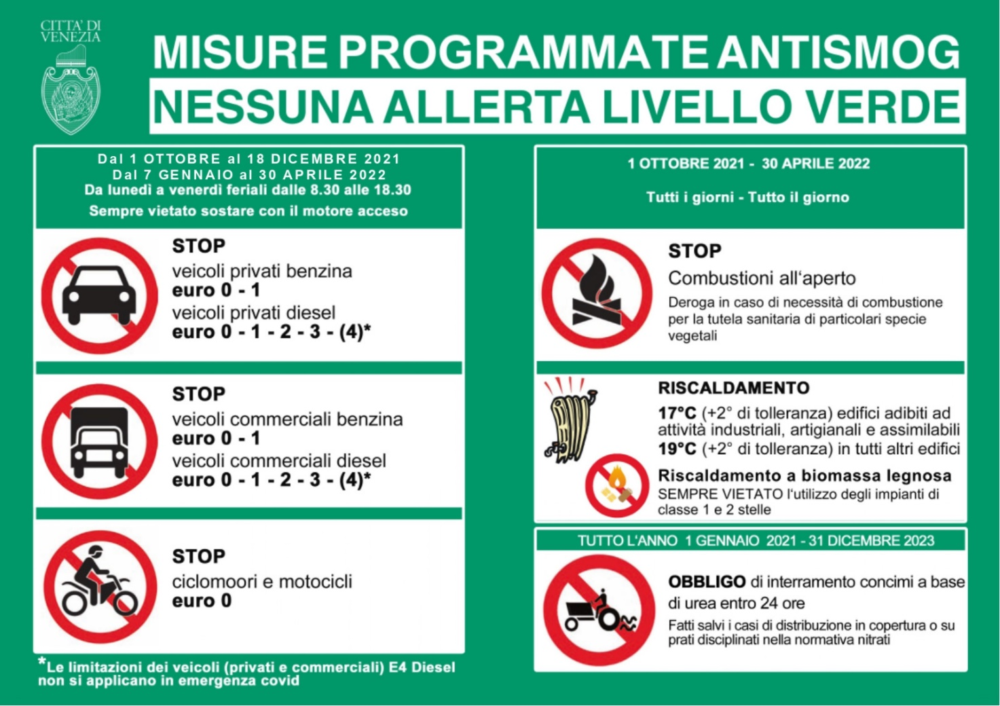 CITTA' DI
VENEZIA
MISURE PROGRAMMATE ANTISMOG
NESSUNA ALLERTA LIVELLO VERDE
Dal 1 OTTOBRE al 18 DICEMBRE 2021
Dal 7 GENNAIO al 30 APRILE 2022
Da lunedì a venerdì feriali dalle 8.30 alle 18.30
Sempre vietato sostare con il motore acceso
STOP
veicoli privati benzina
euro 0 - 1
veicoli privati diesel
euro 0 - 1 - 2 - 3 - (4)*
STOP
veicoli commerciali benzina
euro 0 - 1
veicoli commerciali diesel
euro 0 - 1 - 2 - 3 - (4)*
STOP
ciclomoori e motocicli
euro 0
*Le limitazioni dei veicoli (privati e commerciali) E4 Diesel
non si applicano in emergenza covid
1 OTTOBRE 2021 - 30 APRILE 2022
Tutti i giorni - Tutto il giorno
STOP
Combustioni all'aperto
Deroga in caso di necessità di combustione
per la tutela sanitaria di particolari specie
vegetali
RISCALDAMENTO
17°C (+2° di tolleranza) edifici adibiti ad
attività industriali, artigianali e assimilabili
19°C (+2° di tolleranza) in tutti altri edifici
Riscaldamento a biomassa legnosa
SEMPRE VIETATO l'utilizzo degli impianti di
classe 1 e 2 stelle
TUTTO L'ANNO 1 GENNAIO 2021 - 31 DICEMBRE 2023
OBBLIGO di interramento concimi a base
di urea entro 24 ore
Fatti salvi i casi di distribuzione in copertura o su
prati disciplinati nella normativa nitrati